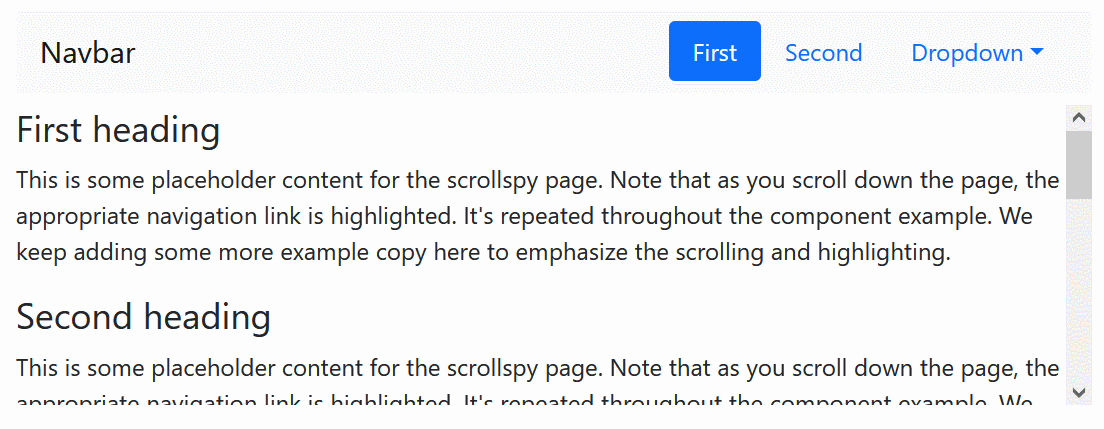 Navbar First Second Dropdown
First heading
This is some placeholder content for the scrollspy page. Note that as you scroll down the page, the
appropriate navigation link is highlighted. It's repeated throughout the component example. We
keep adding some more example copy here to emphasize the scrolling and highlighting.
Second heading
This is some placeholder content for the scrollspy page. Note that as you scroll down the page, the
appropriate navigation link is highlighted. It's repeated throughout the component example. We